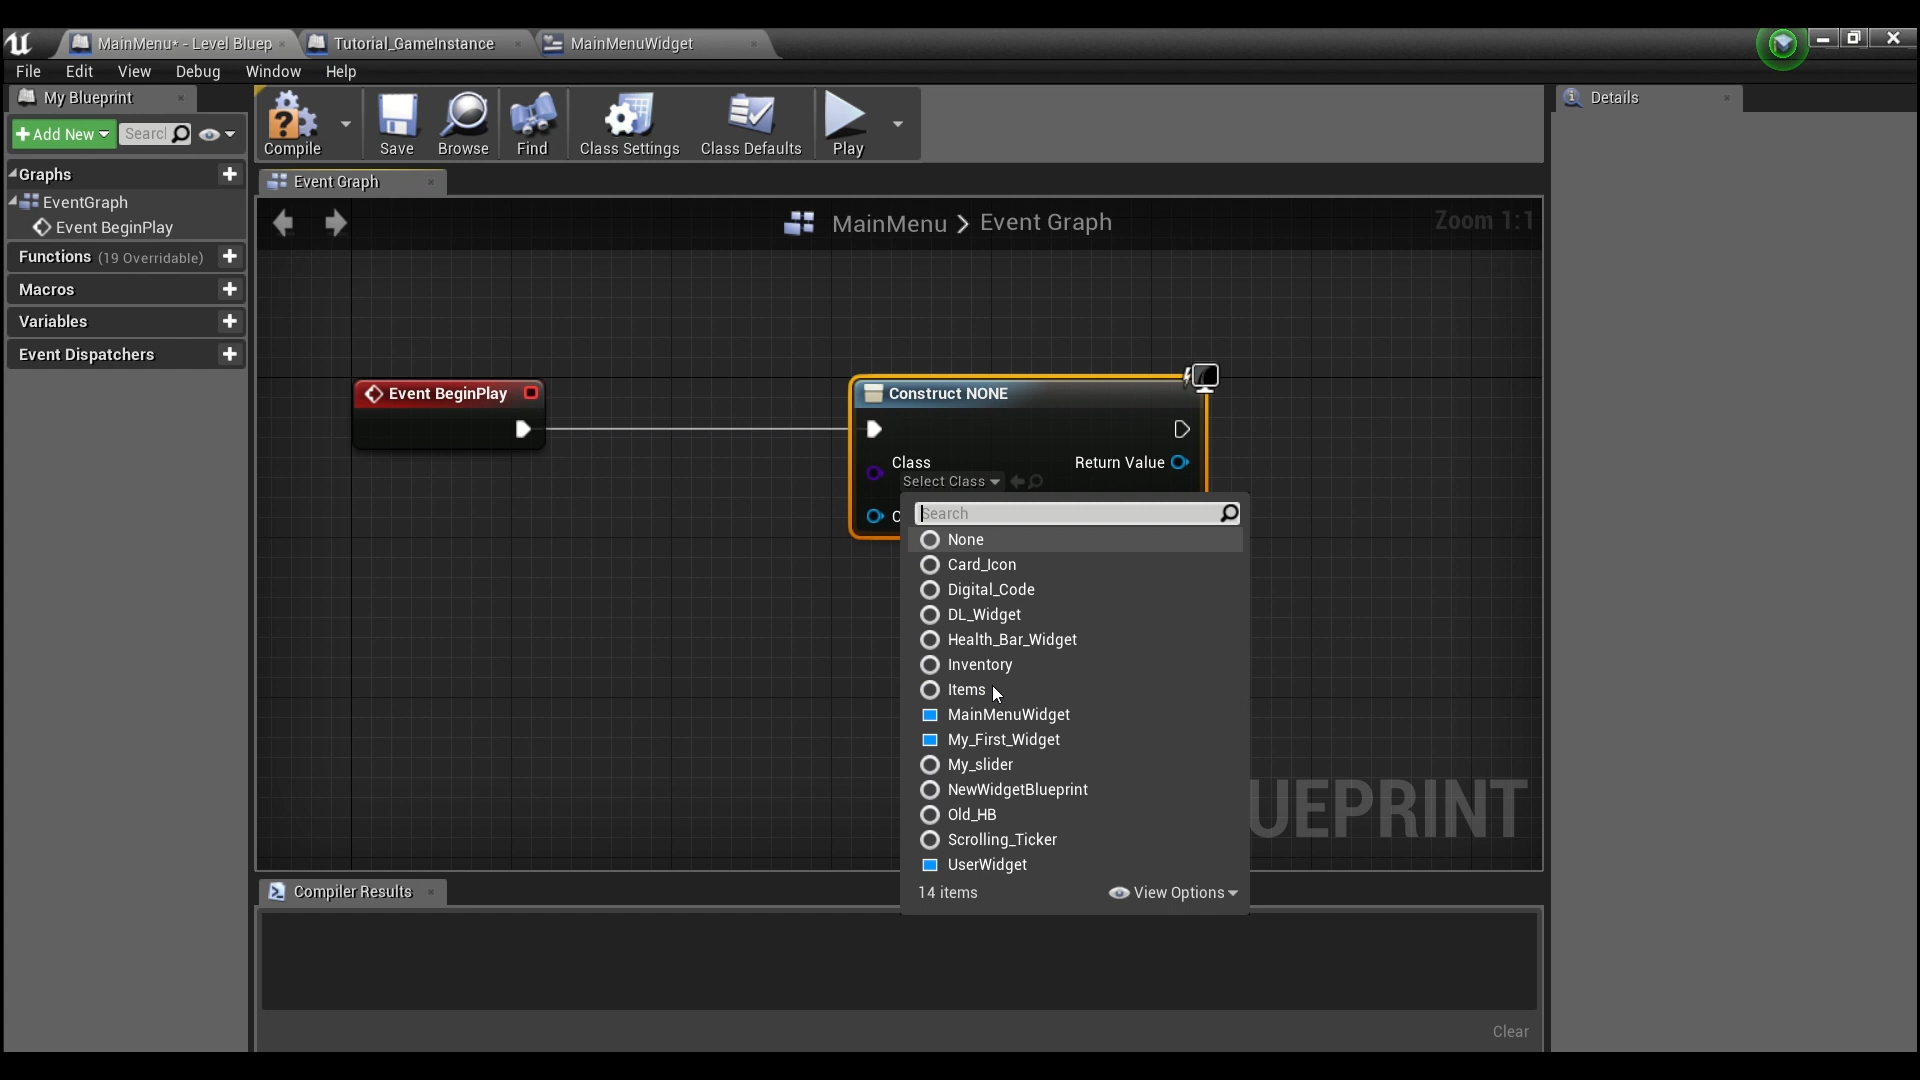 MainMenu* - Level Bluep
Tutorial_GameInstance
MainMenuWidget
File Edit View Debug Window Help
My Blueprint
Details
Add New
Search
Compile
Save
Browse
Find
Class Settings
Class Defaults
Play
Graphs
EventGraph
Event BeginPlay
Functions (19 Overridable)
Macros
Variables
Event Dispatchers
Event Graph
MainMenu > Event Graph
Zoom 1:1
Event BeginPlay
Construct NONE
Class
Select Class
Return Value
Search
None
Card_Icon
Digital_Code
DL_Widget
Health_Bar_Widget
Inventory
Items
MainMenuWidget
My_First_Widget
My_slider
NewWidgetBlueprint
Old_HB
Scrolling_Ticker
UserWidget
14 items
View Options
UEPRINT
Compiler Results
Clear